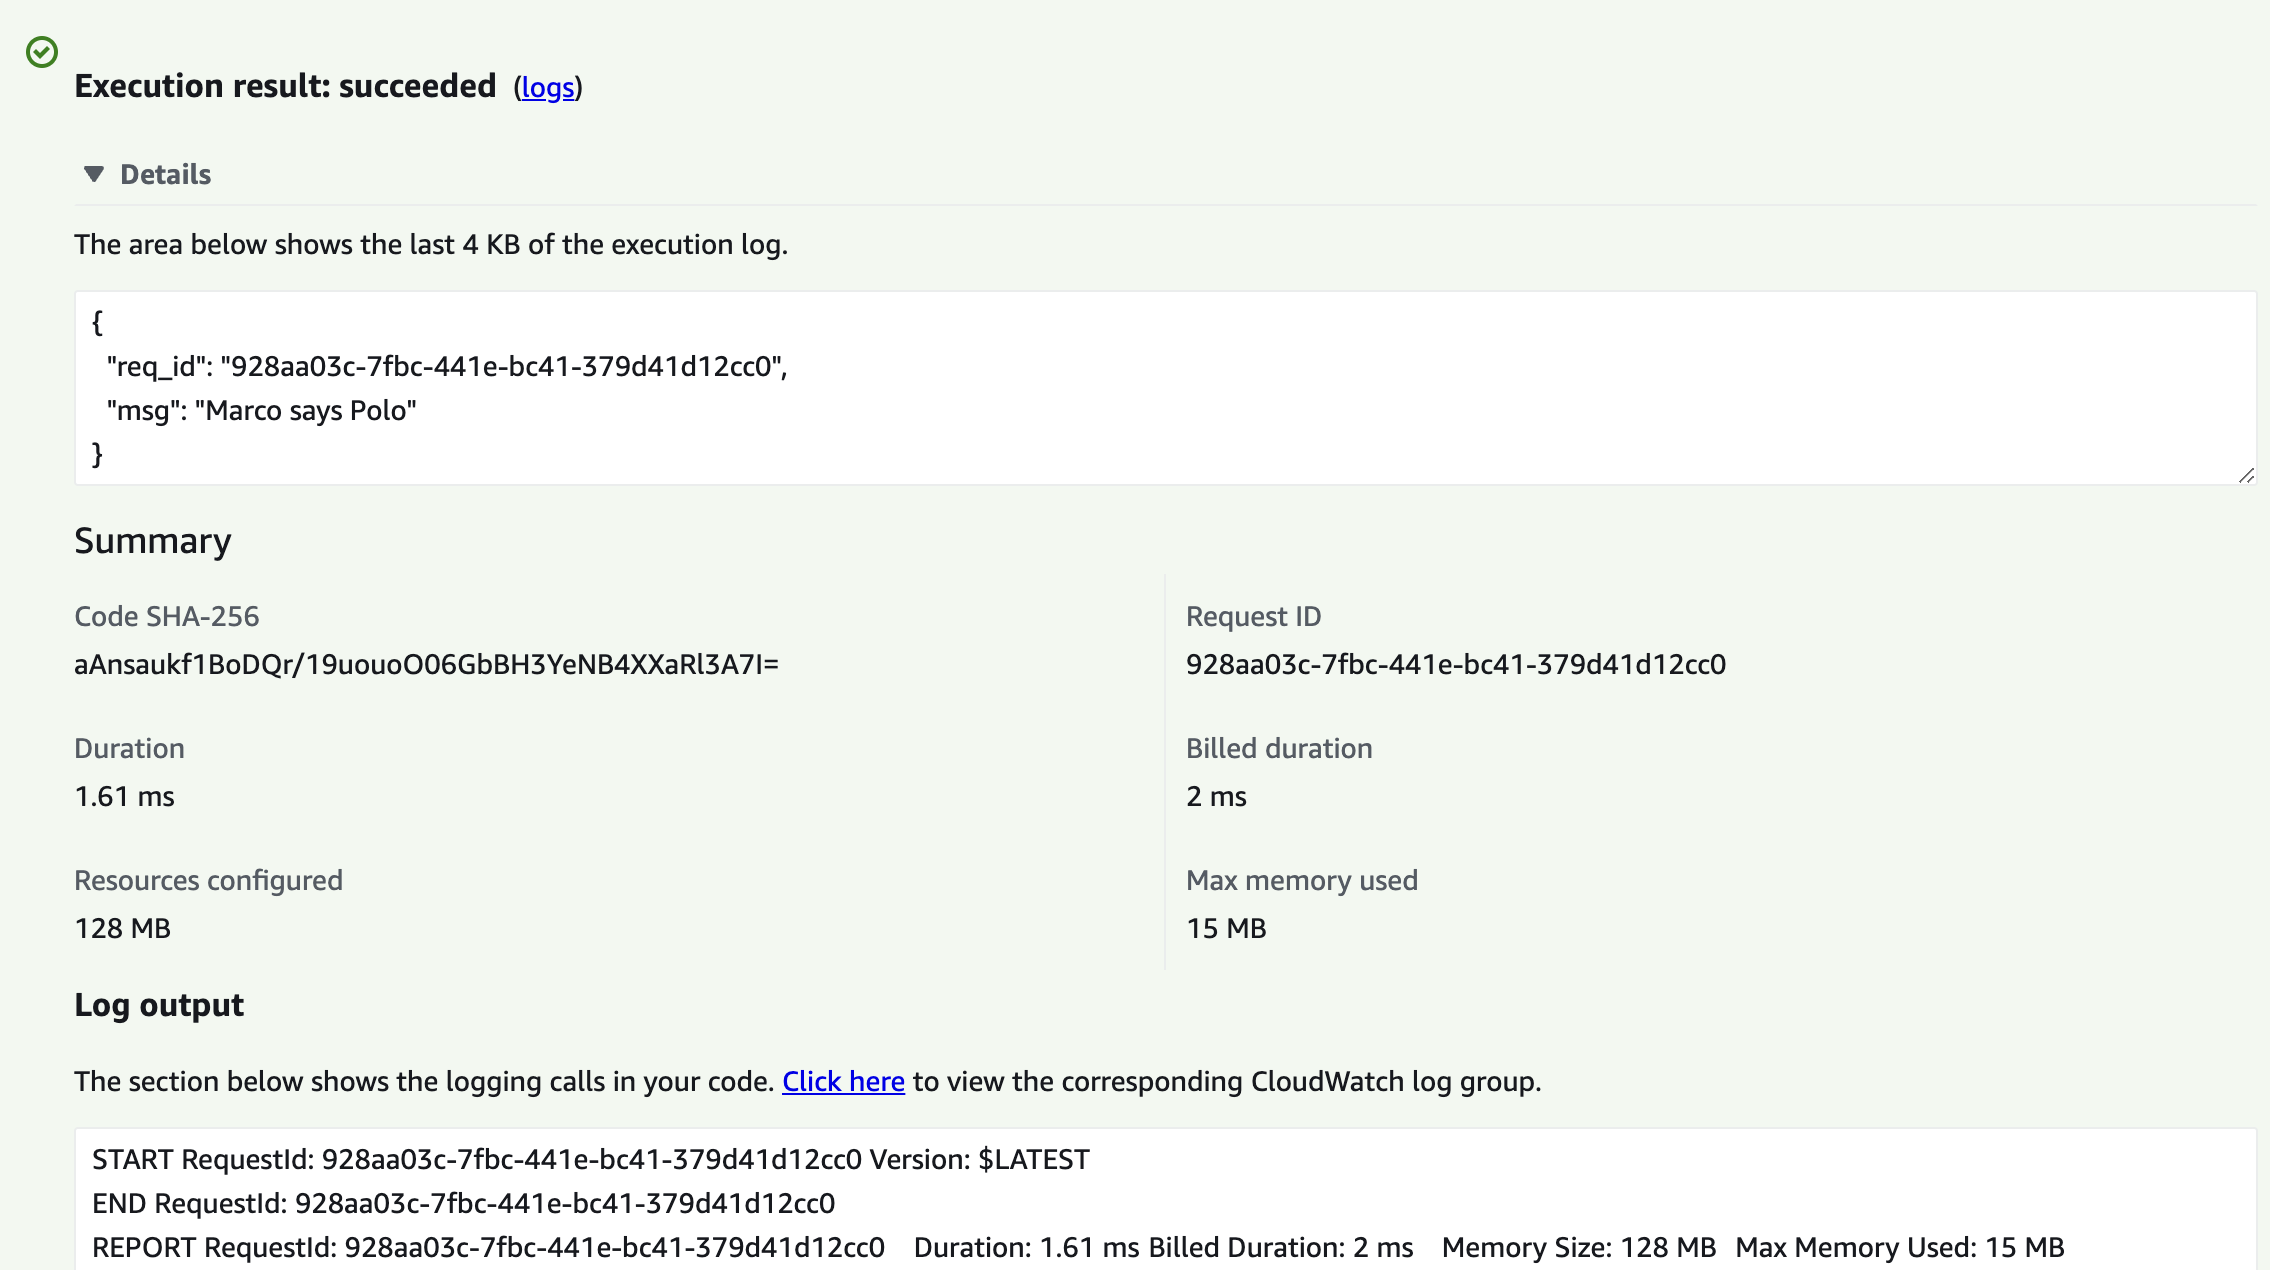 Execution result: succeeded (logs)
Details
The area below shows the last 4 KB of the execution log.
{
"req_id": "928aa03c-7fbc-441e-bc41-379d41d12cc0",
"msg": "Marco says Polo"
}
Summary
Code SHA-256
aAnsaukf1BoDQr/19uouoO06GbBH3YeNB4XXaRl3A7I=
Request ID
928aa03c-7fbc-441e-bc41-379d41d12cc0
Duration
1.61 ms
Billed duration
2 ms
Resources configured
128 MB
Max memory used
15 MB
Log output
The section below shows the logging calls in your code. Click here to view the corresponding CloudWatch log group.
START RequestId: 928aa03c-7fbc-441e-bc41-379d41d12cc0 Version: $LATEST
END RequestId: 928aa03c-7fbc-441e-bc41-379d41d12cc0
REPORT RequestId: 928aa03c-7fbc-441e-bc41-379d41d12cc0 Duration: 1.61 ms Billed Duration: 2 ms Memory Size: 128 MB Max Memory Used: 15 MB